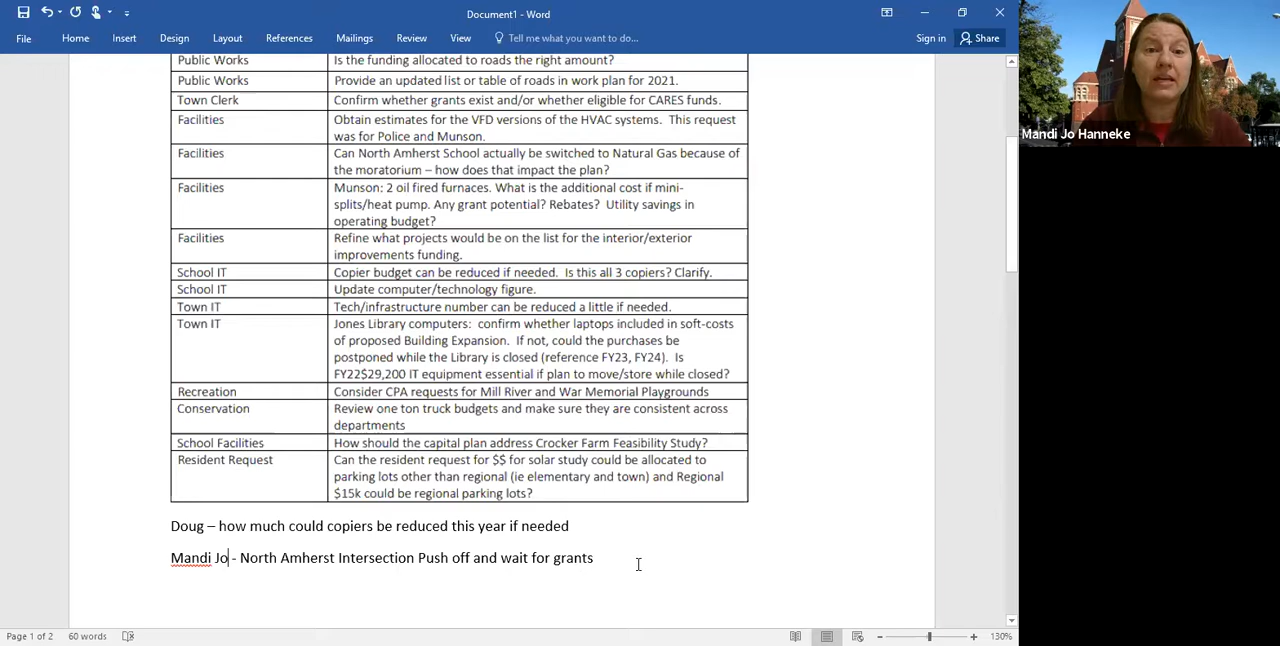 Document1 - Word
File Home Insert Design Layout References Mailings Review View Tell me what you want to do... Sign in Share
Public Works Is the funding allocated to roads the right amount?
Public Works Provide an updated list or table of roads in work plan for 2021.
Town Clerk Confirm whether grants exist and/or whether eligible for CARES funds.
Facilities Obtain estimates for the VFD versions of the HVAC systems. This request
was for Police and Munson.
Facilities Can North Amherst School actually be switched to Natural Gas because of
the moratorium – how does that impact the plan?
Facilities Munson: 2 oil fired furnaces. What is the additional cost if mini-
splits/heat pump. Any grant potential? Rebates? Utility savings in
operating budget?
Facilities Refine what projects would be on the list for the interior/exterior
improvements funding.
School IT Copier budget can be reduced if needed. Is this all 3 copiers? Clarify.
School IT Update computer/technology figure.
Town IT Tech/infrastructure number can be reduced a little if needed.
Town IT Jones Library computers: confirm whether laptops included in soft-costs
of proposed Building Expansion. If not, could the purchases be
postponed while the Library is closed (reference FY23, FY24). Is
FY22$29,200 IT equipment essential if plan to move/store while closed?
Recreation Consider CPA requests for Mill River and War Memorial Playgrounds
Conservation Review one ton truck budgets and make sure they are consistent across
departments
School Facilities How should the capital plan address Crocker Farm Feasibility Study?
Resident Request Can the resident request for $$ for solar study could be allocated to
parking lots other than regional (ie elementary and town) and Regional
$15k could be regional parking lots?
Doug – how much could copiers be reduced this year if needed
Mandi Jo - North Amherst Intersection Push off and wait for grants
Page 1 of 2 60 words 130%
Mandi Jo Hanneke